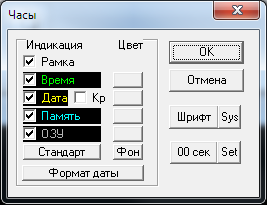 Часы
Индикация Цвет
Рамка
Время
Дата Кр
Память
ОЗУ
Стандарт Фон
Формат даты
OK
Отмена
Шрифт Sys
00 сек Set